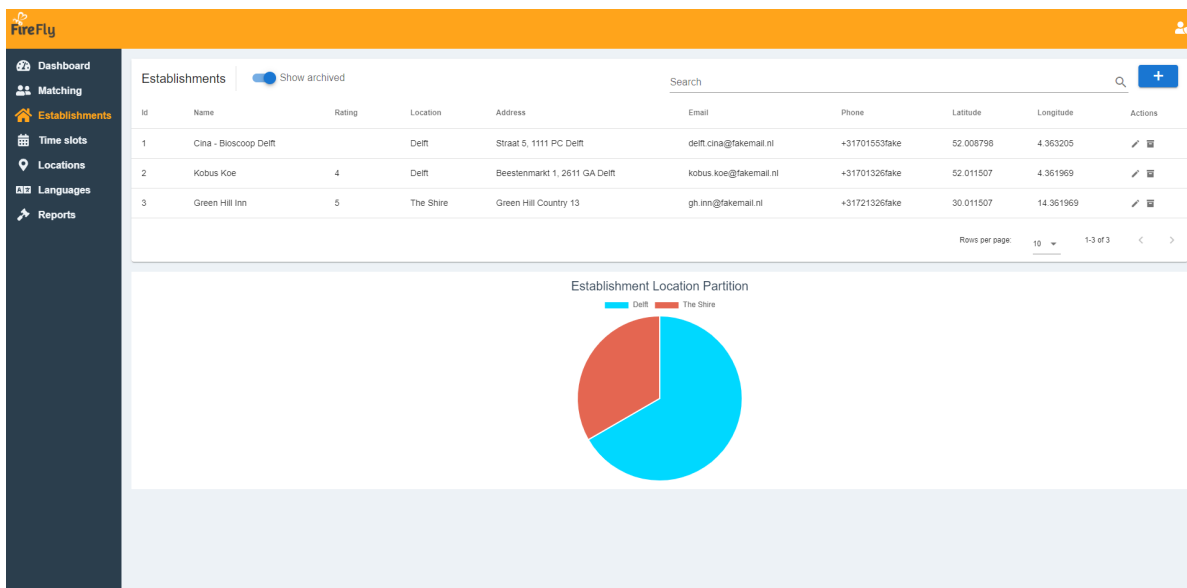 FireFly
Dashboard
Matching
Establishments
Time slots
Locations
Languages
Reports
Establishments Show archived Search
Id Name Rating Location Address Email Phone Latitude Longitude Actions
1 Cina - Bioscoop Delft Delft Straat 5, 1111 PC Delft delft.cina@fakemail.nl +31701553fake 52.008798 4.363205
2 Kobus Koe 4 Delft Beestenmarkt 1, 2611 GA Delft kobus.koe@fakemail.nl +31701326fake 52.011507 4.361969
3 Green Hill Inn 5 The Shire Green Hill Country 13 gh.inn@fakemail.nl +31721326fake 30.011507 14.361969
Rows per page: 10 1-3 of 3
Establishment Location Partition
Delft The Shire